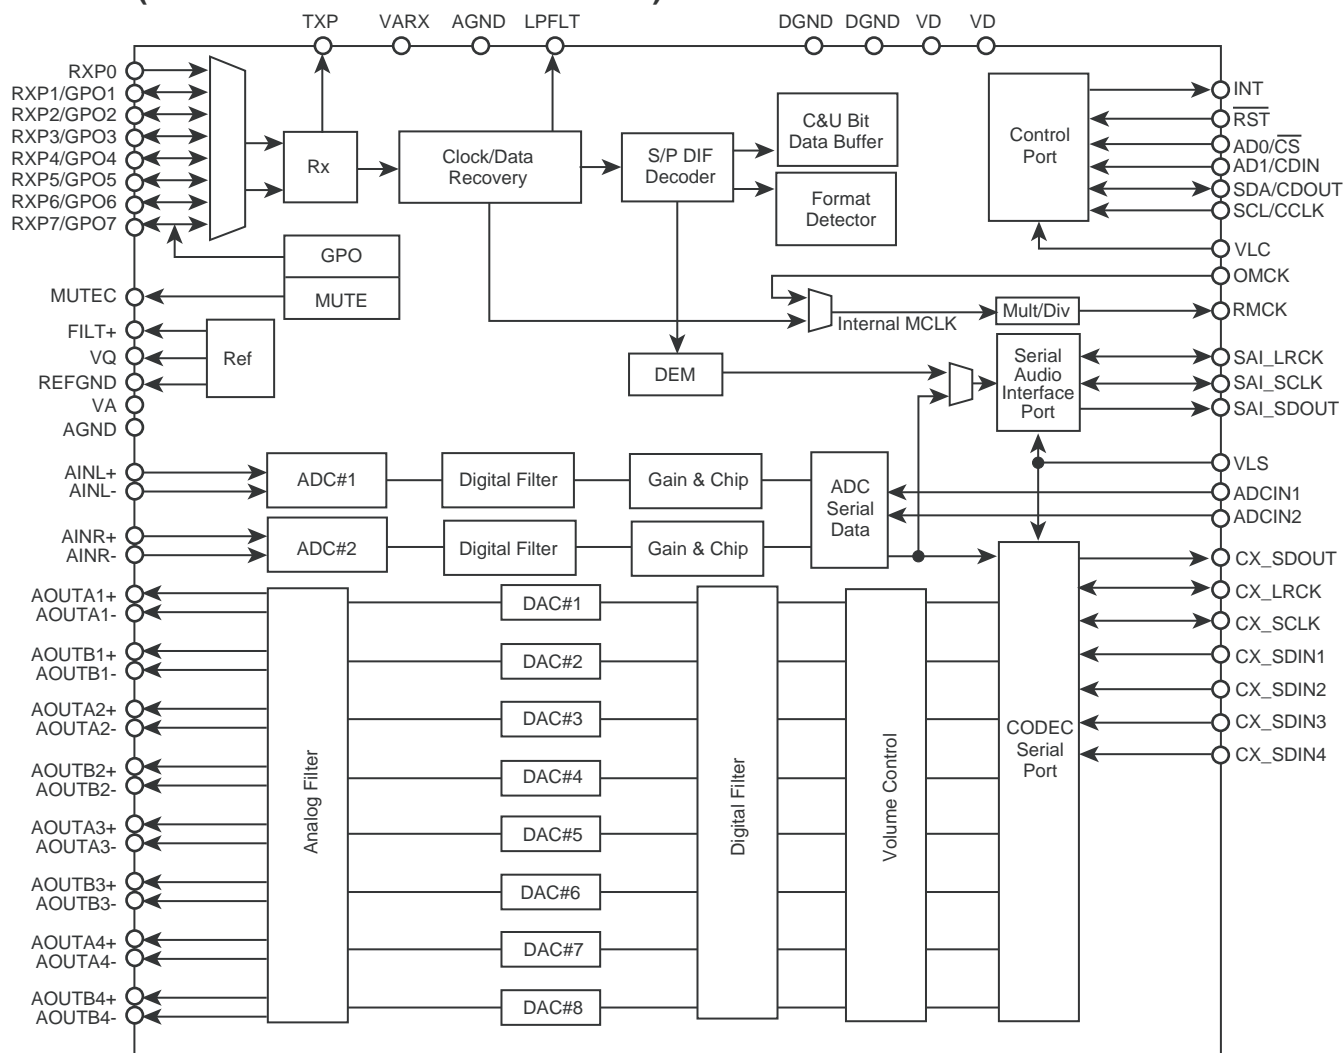 TXP VARX AGND LPFLT DGND DGND VD VD
RXP0
RXP1/GPO1
RXP2/GPO2
RXP3/GPO3
RXP4/GPO4
RXP5/GPO5
RXP6/GPO6
RXP7/GPO7
MUTEC
FILT+
VQ
REFGND
VA
AGND
AINL+
AINL-
AINR+
AINR-
AOUTA1+
AOUTA1-
AOUTB1+
AOUTB1-
AOUTA2+
AOUTA2-
AOUTB2+
AOUTB2-
AOUTA3+
AOUTA3-
AOUTB3+
AOUTB3-
AOUTA4+
AOUTA4-
AOUTB4+
AOUTB4-
Rx
Clock/Data
Recovery
S/P DIF
Decoder
C&U Bit
Data Buffer
Format
Detector
Control
Port
GPO
MUTE
Ref
Internal MCLK
Mult/Div
DEM
Serial
Audio
Interface
Port
ADC#1
Digital Filter
Gain & Chip
ADC#2
Digital Filter
Gain & Chip
ADC
Serial
Data
Analog Filter
DAC#1
DAC#2
DAC#3
DAC#4
DAC#5
DAC#6
DAC#7
DAC#8
Digital Filter
Volume Control
CODEC
Serial
Port
INT
RST
AD0/CS
AD1/CDIN
SDA/CDOUT
SCL/CCLK
VLC
OMCK
RMCK
SAI_LRCK
SAI_SCLK
SAI_SDOUT
VLS
ADCIN1
ADCIN2
CX_SDOUT
CX_LRCK
CX_SCLK
CX_SDIN1
CX_SDIN2
CX_SDIN3
CX_SDIN4